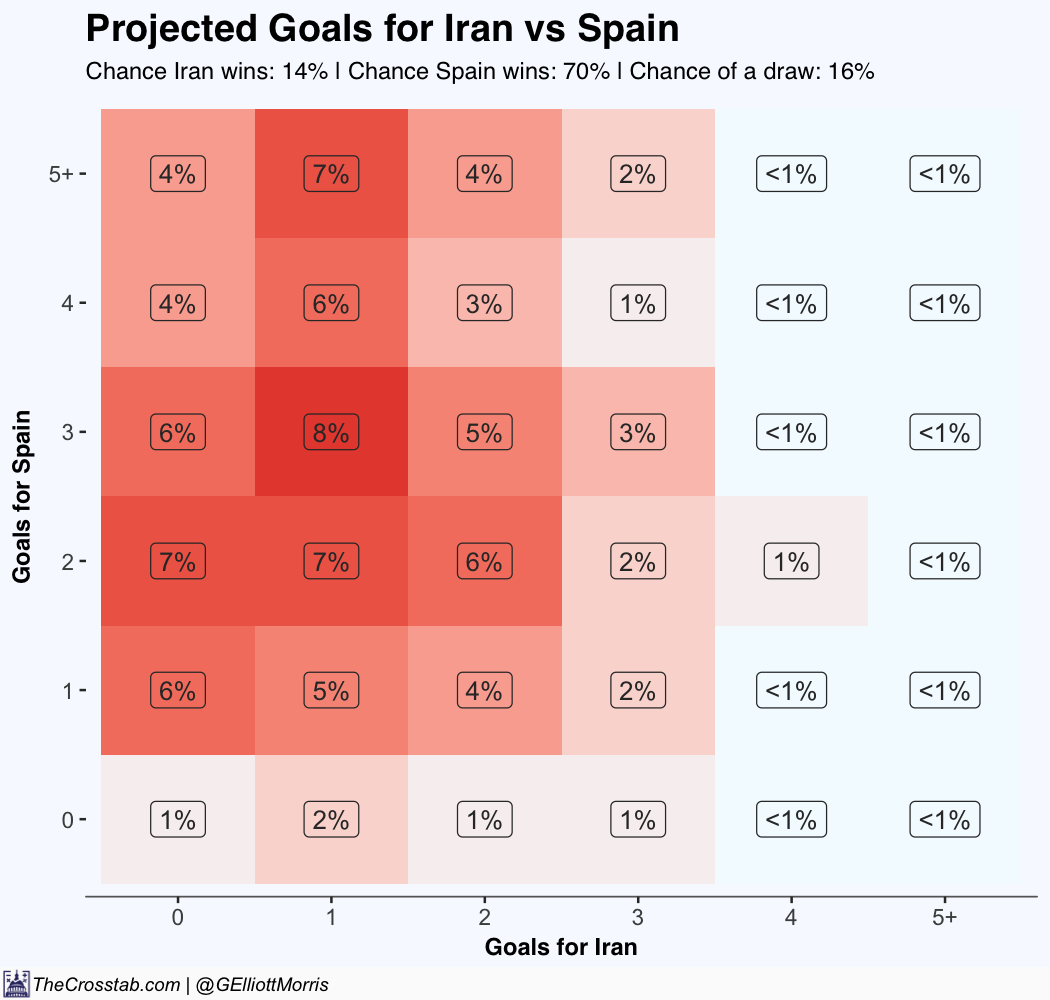 Projected Goals for Iran vs Spain
Chance Iran wins: 14% | Chance Spain wins: 70% | Chance of a draw: 16%
5+ 4% 7% 4% 2% <1% <1%
4 4% 6% 3% 1% <1% <1%
3 6% 8% 5% 3% <1% <1%
2 7% 7% 6% 2% 1% <1%
1 6% 5% 4% 2% <1% <1%
0 1% 2% 1% 1% <1% <1%
Goals for Spain
0 1 2 3 4 5+
Goals for Iran
TheCrosstab.com | @GElliottMorris